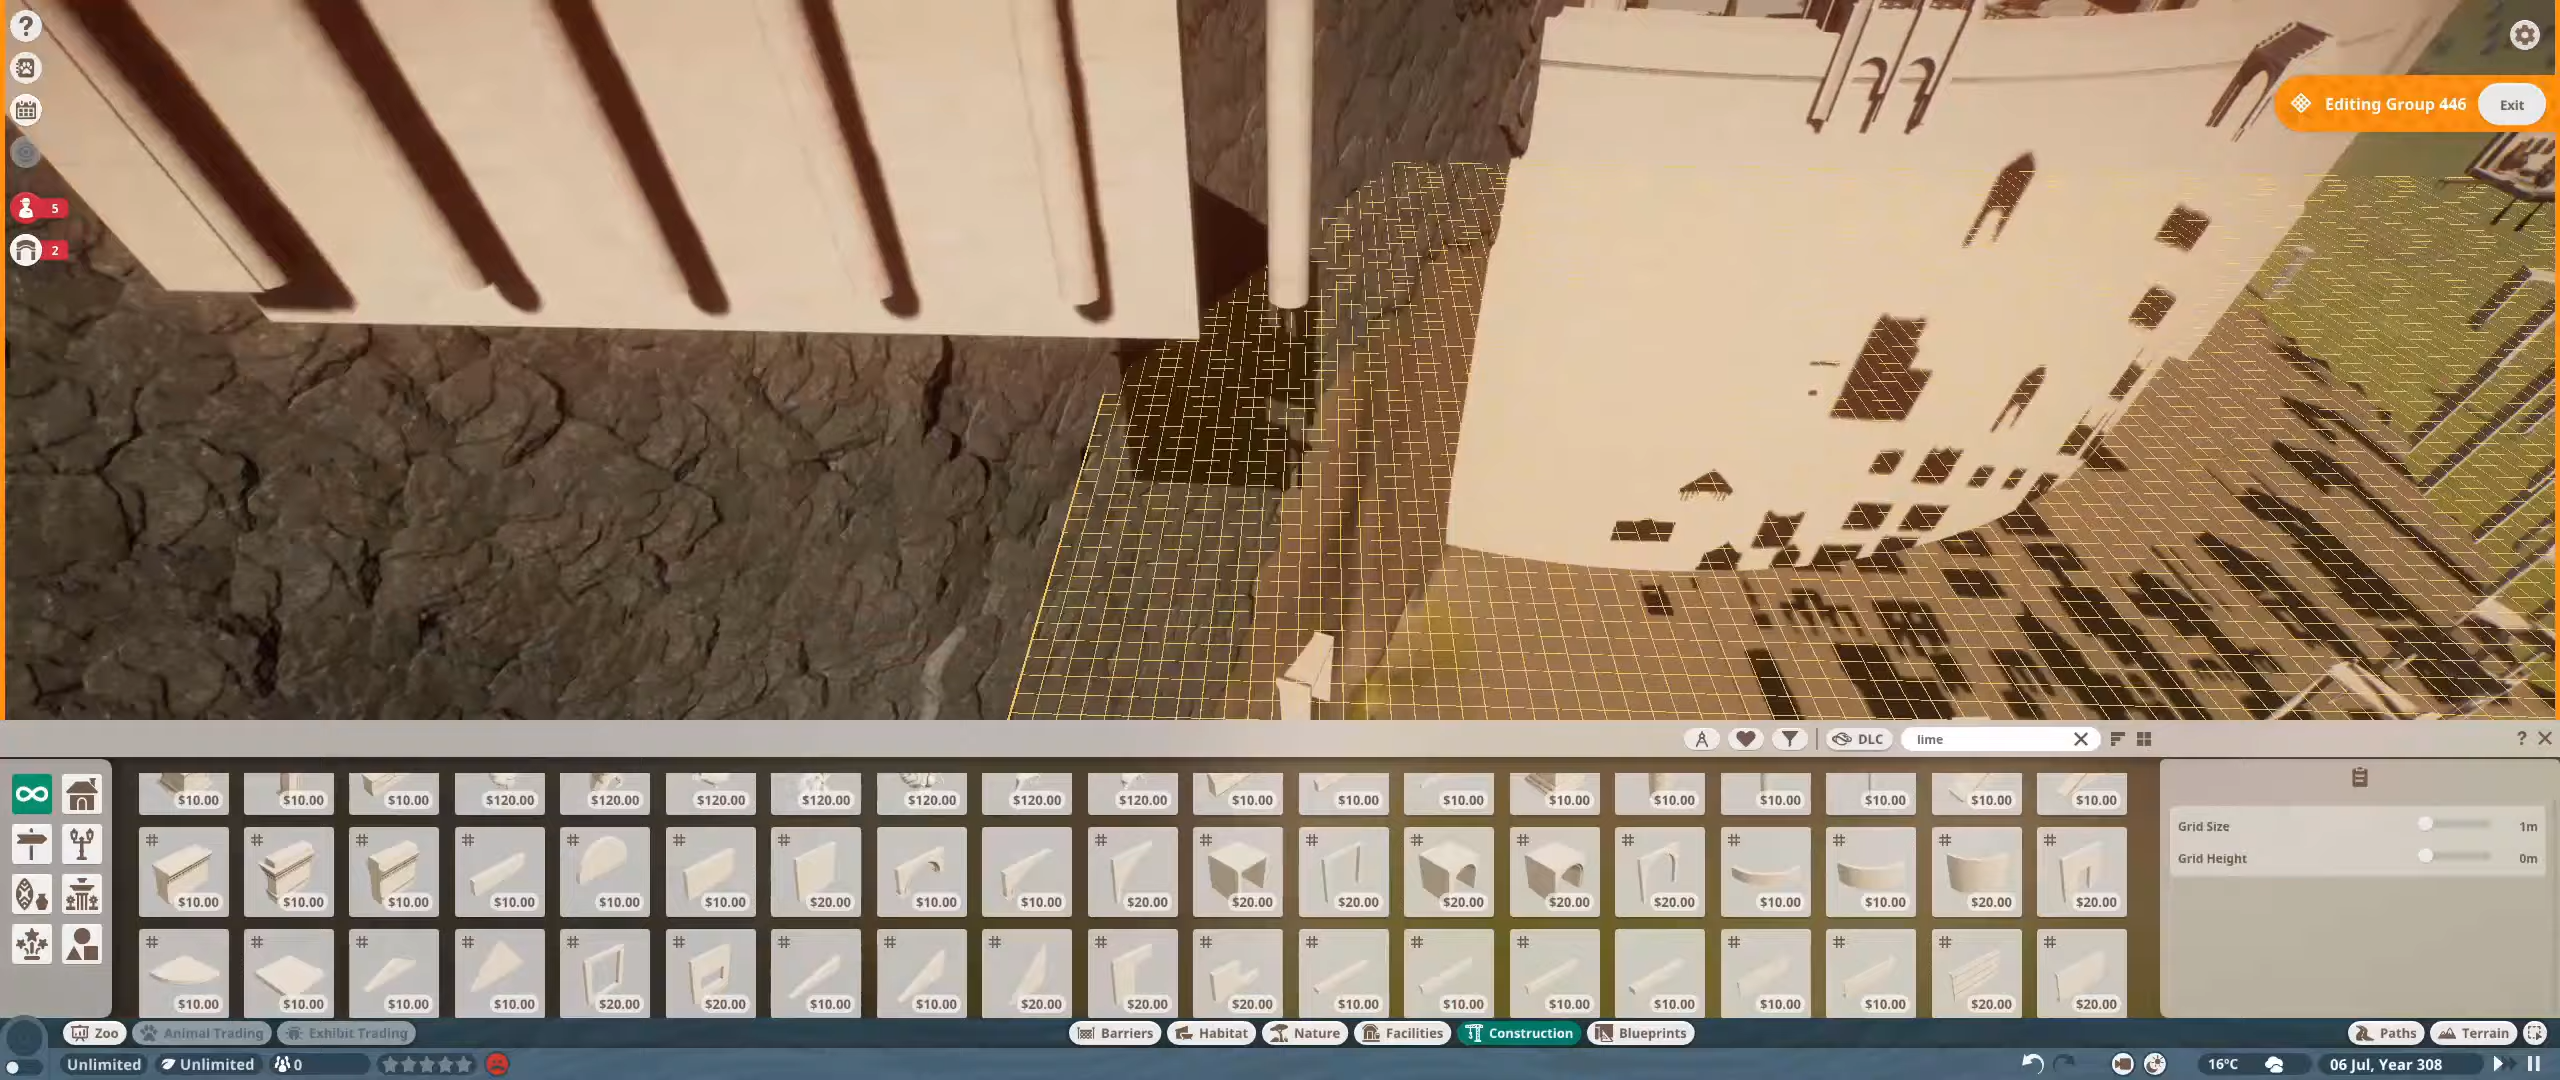 ?
Editing Group 446 Exit
5
2
DLC lime ?
$10.00 $10.00 $10.00 $120.00 $120.00 $120.00 $120.00 $120.00 $120.00 $120.00 $10.00 $10.00 $10.00 $10.00 $10.00 $10.00 $10.00 $10.00 $10.00
# # # # # # # # # # # # # # # # # #
$10.00 $10.00 $10.00 $10.00 $10.00 $10.00 $20.00 $10.00 $10.00 $20.00 $20.00 $20.00 $20.00 $20.00 $20.00 $10.00 $10.00 $20.00 $20.00
# # # # # # # # # # # # # # # # # # #
$10.00 $10.00 $10.00 $10.00 $20.00 $20.00 $10.00 $10.00 $20.00 $20.00 $20.00 $10.00 $10.00 $10.00 $10.00 $10.00 $10.00 $20.00 $20.00
Grid Size 1m
Grid Height 0m
Zoo Animal Trading Exhibit Trading Barriers Habitat Nature Facilities Construction Blueprints Paths Terrain
Unlimited Unlimited 0 16°C 06 Jul, Year 308